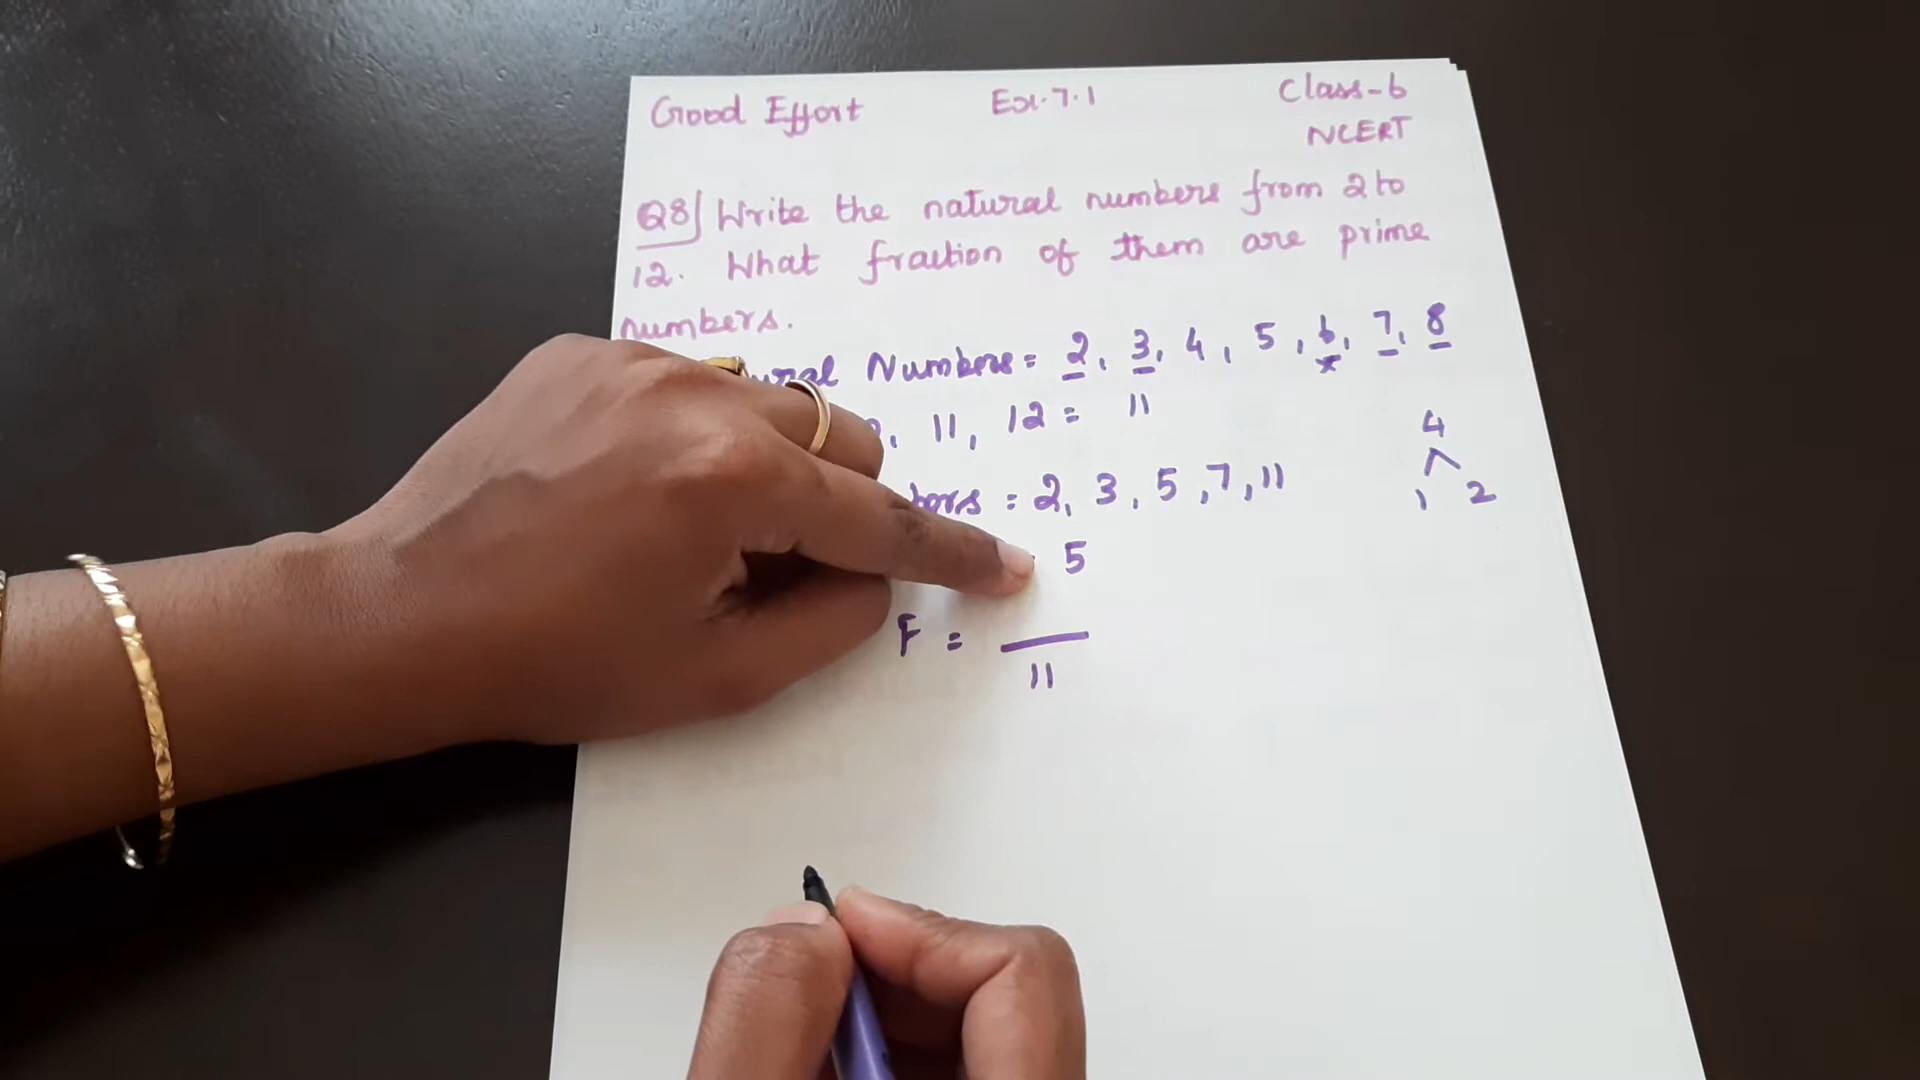 Good Effort Ex.7.1 Class-6
NCERT
Q8) Write the natural numbers from 2 to
12. What fraction of them are prime
numbers.
Numbers = 2, 3, 4, 5, 6, 7, 8
, 11, 12 = 11
4
= 2, 3, 5, 7, 11
1 2
5
F =
11